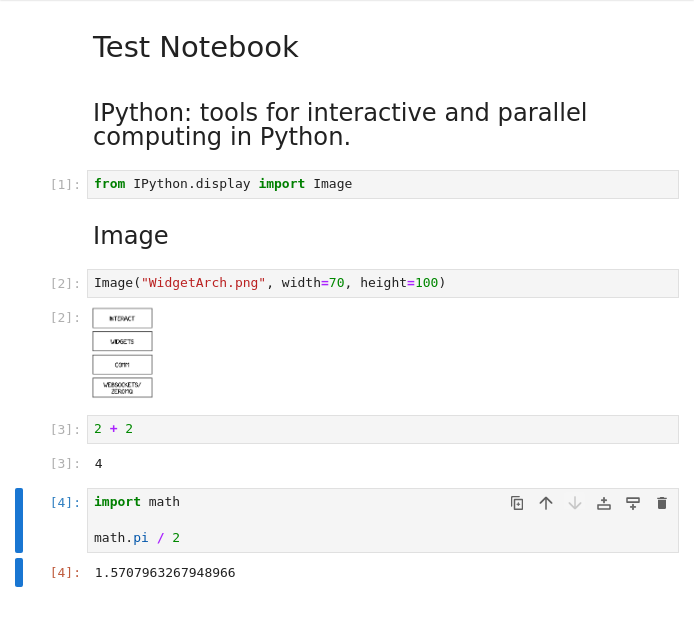 Test Notebook
IPython: tools for interactive and parallel
computing in Python.
[1]: from IPython.display import Image
Image
[2]: Image("WidgetArch.png", width=70, height=100)
[2]:
INTERACT
WIDGETS
COMM
WEBSOCKETS/
ZEROMQ
[3]: 2 + 2
[3]: 4
[4]: import math
math.pi / 2
[4]: 1.5707963267948966